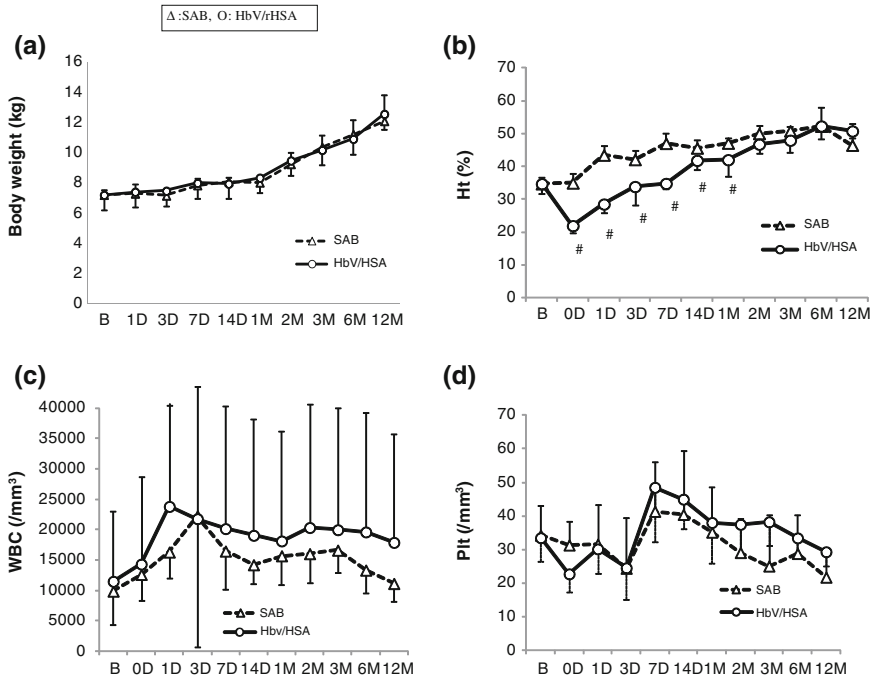 Δ :SAB, O: HbV/rHSA
(a)
Body weight (kg)
16
14
12
10
8
6
4
2
0
SAB
HbV/HSA
B 1D 3D 7D 14D 1M 2M 3M 6M 12M
(b)
Ht (%)
70
60
50
40
30
20
10
0
# # # # # #
SAB
HbV/HSA
B 0D 1D 3D 7D 14D 1M 2M 3M 6M 12M
(c)
WBC (/mm³)
40000
35000
30000
25000
20000
15000
10000
5000
0
SAB
Hbv/HSA
B 0D 1D 3D 7D 14D 1M 2M 3M 6M 12M
(d)
Plt (/mm³)
70
60
50
40
30
20
10
0
SAB
HbV/HSA
B 0D 1D 3D 7D 14D 1M 2M 3M 6M 12M